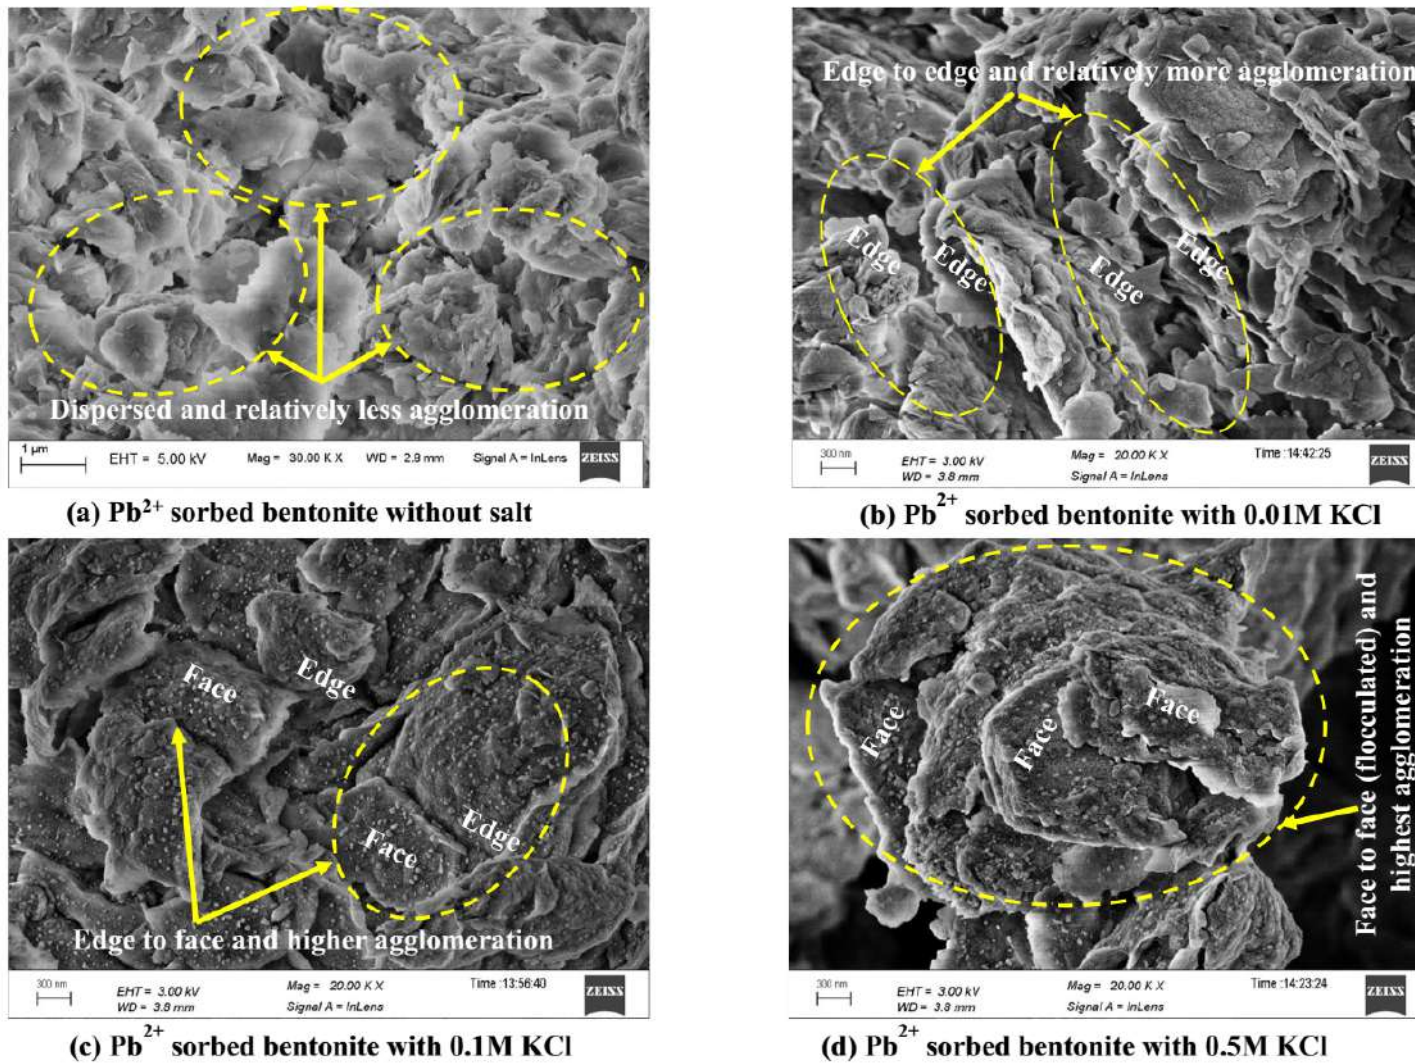 Dispersed and relatively less agglomeration
1 µm
EHT = 5.00 kV
Mag = 30.00 K X
WD = 2.9 mm
Signal A = InLens
ZEISS
(a) Pb²⁺ sorbed bentonite without salt
Edge to edge and relatively more agglomeration
Edge
Edge
Edge
Edge
300 nm
EHT = 3.00 kV
Mag = 20.00 K X
Time :14:42:25
WD = 3.8 mm
Signal A = InLens
ZEISS
(b) Pb²⁺ sorbed bentonite with 0.01M KCl
Face
Edge
Face
Edge
Edge to face and higher agglomeration
300 nm
EHT = 3.00 kV
Mag = 20.00 K X
Time :13:56:40
WD = 3.8 mm
Signal A = InLens
ZEISS
(c) Pb²⁺ sorbed bentonite with 0.1M KCl
Face
Face
Face
Face to face (flocculated) and
highest agglomeration
300 nm
EHT = 3.00 kV
Mag = 20.00 K X
Time :14:23:24
WD = 3.8 mm
Signal A = InLens
ZEISS
(d) Pb²⁺ sorbed bentonite with 0.5M KCl